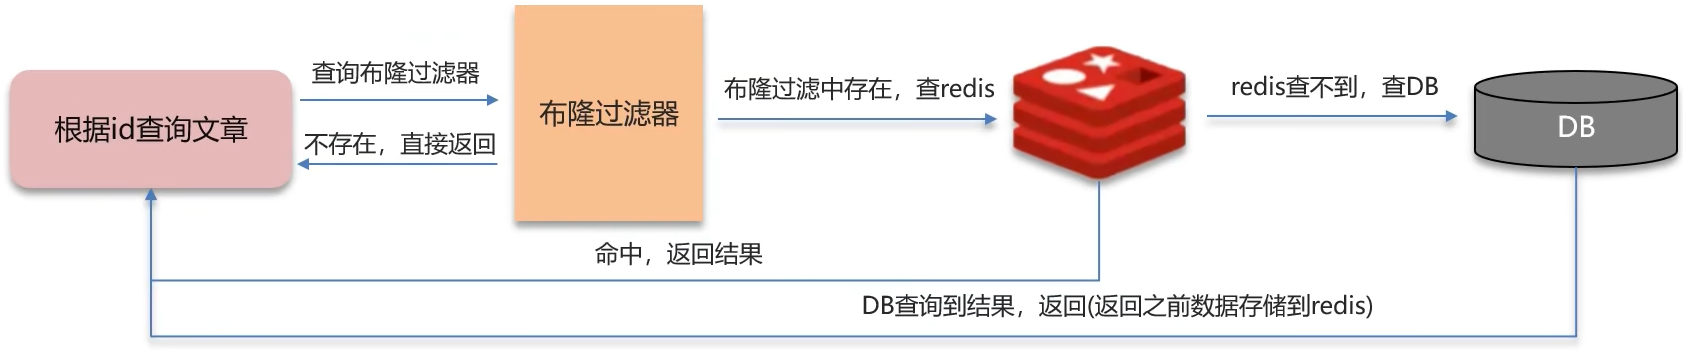 根据id查询文章
查询布隆过滤器
不存在，直接返回
布隆过滤器
布隆过滤中存在，查redis
redis查不到，查DB
DB
命中，返回结果
DB查询到结果，返回(返回之前数据存储到redis)